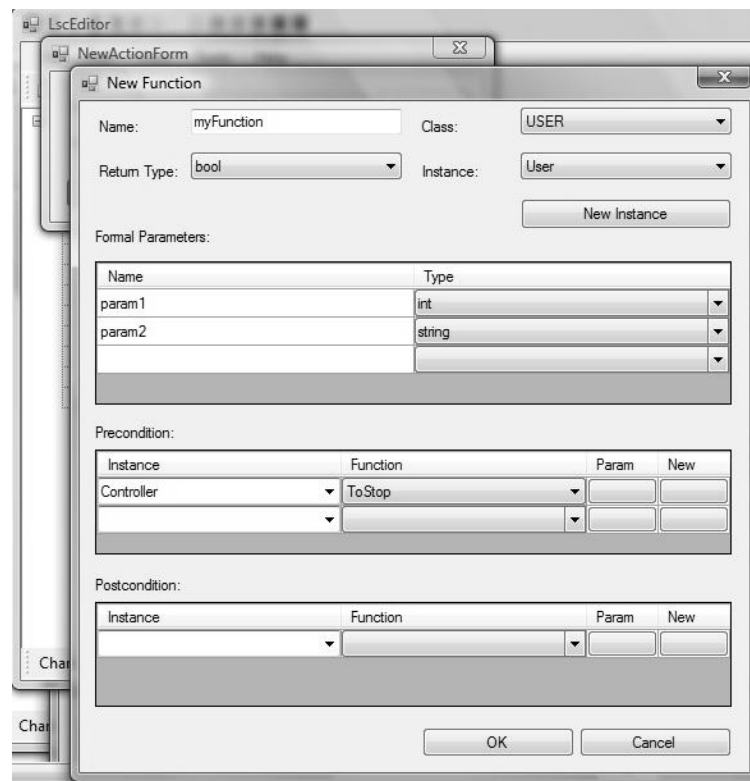 LscEditor
NewActionForm
New Function
Name: myFunction Class: USER
Return Type: bool Instance: User
New Instance
Formal Parameters:
Name Type
param1 int
param2 string
Precondition:
Instance Function Param New
Controller ToStop
Postcondition:
Instance Function Param New
Char
Char
OK Cancel